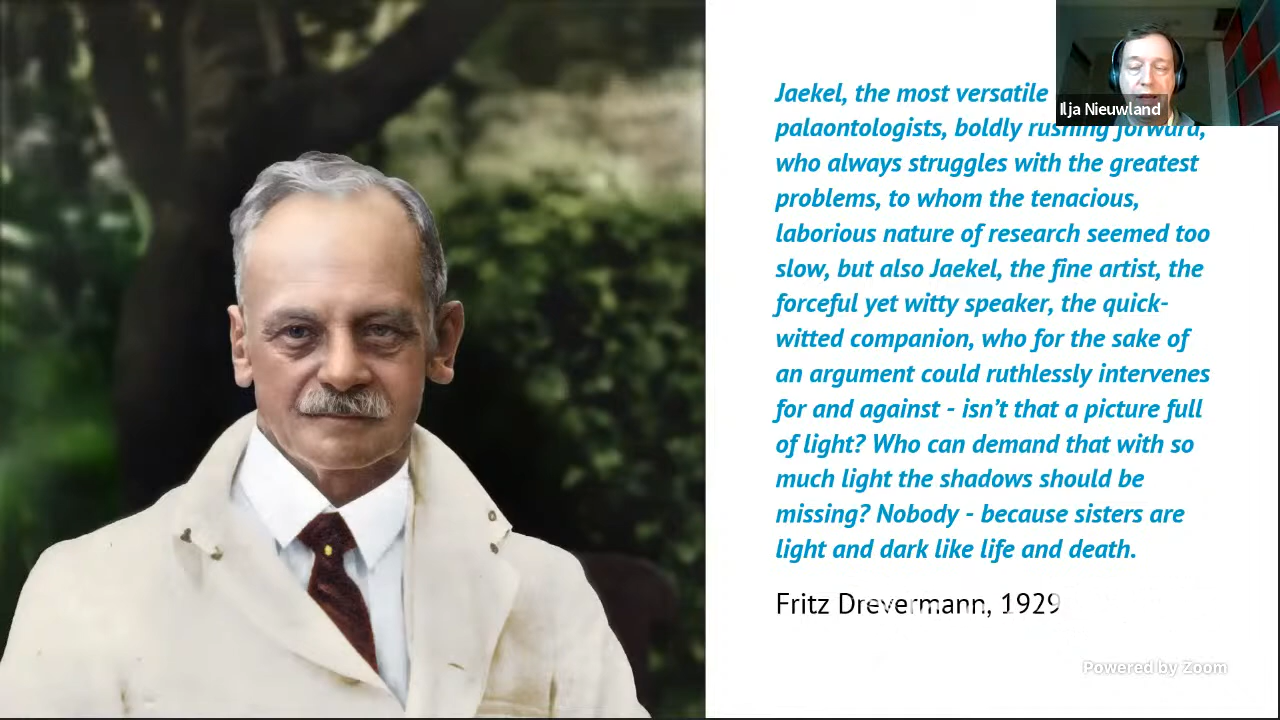 Jaekel, the most versatile
palaontologists, boldly rushing forward,
who always struggles with the greatest
problems, to whom the tenacious,
laborious nature of research seemed too
slow, but also Jaekel, the fine artist, the
forceful yet witty speaker, the quick-
witted companion, who for the sake of
an argument could ruthlessly intervenes
for and against - isn’t that a picture full
of light? Who can demand that with so
much light the shadows should be
missing? Nobody - because sisters are
light and dark like life and death.
Fritz Drevermann, 1929
Ilja Nieuwland
Powered by Zoom